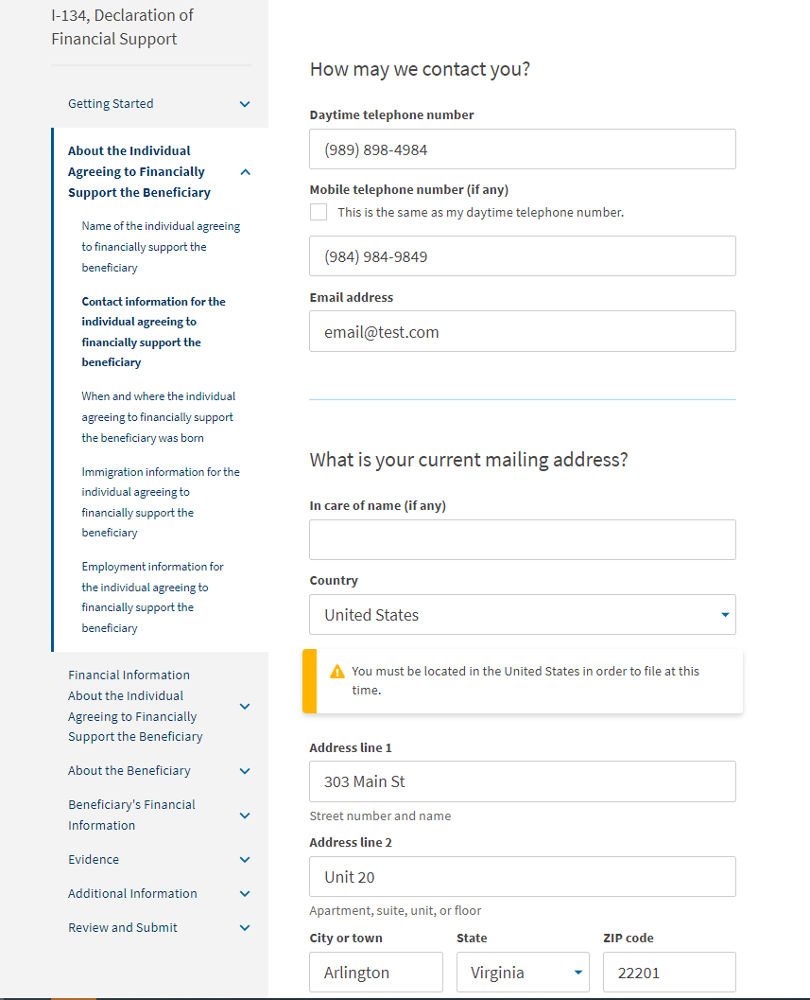 I-134, Declaration of
Financial Support
Getting Started
About the Individual
Agreeing to Financially
Support the Beneficiary
Name of the individual agreeing
to financially support the
beneficiary
Contact information for the
individual agreeing to
financially support the
beneficiary
When and where the individual
agreeing to financially support
the beneficiary was born
Immigration information for the
individual agreeing to
financially support the
beneficiary
Employment information for
the individual agreeing to
financially support the
beneficiary
Financial Information
About the Individual
Agreeing to Financially
Support the Beneficiary
About the Beneficiary
Beneficiary's Financial
Information
Evidence
Additional Information
Review and Submit
How may we contact you?
Daytime telephone number
(989) 898-4984
Mobile telephone number (if any)
This is the same as my daytime telephone number.
(984) 984-9849
Email address
email@test.com
What is your current mailing address?
In care of name (if any)
Country
United States
You must be located in the United States in order to file at this
time.
Address line 1
303 Main St
Street number and name
Address line 2
Unit 20
Apartment, suite, unit, or floor
City or town State ZIP code
Arlington Virginia 22201